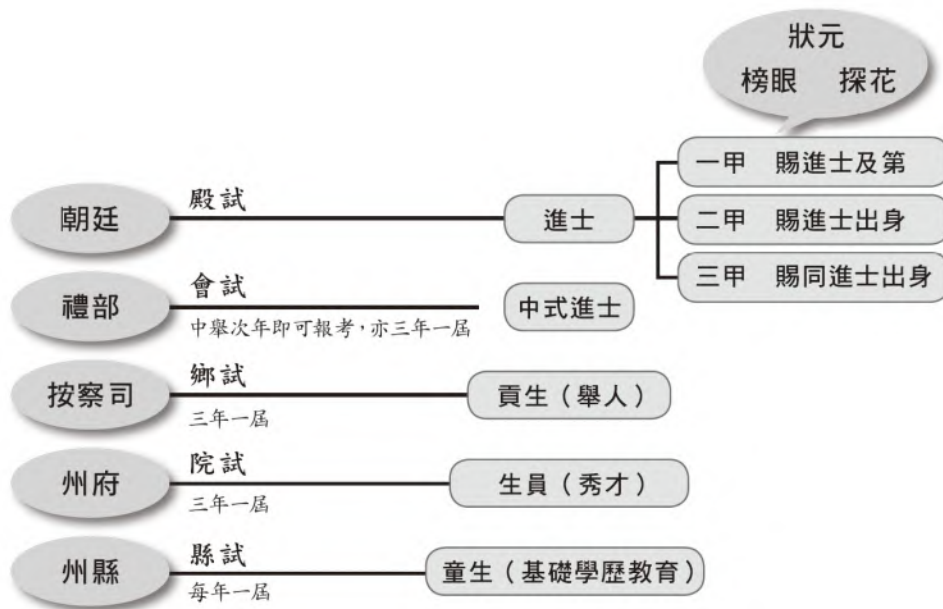 狀元
榜眼 探花
一甲 賜進士及第
朝廷 殿試 進士 二甲 賜進士出身
三甲 賜同進士出身
禮部 會試 中式進士
中舉次年即可報考，亦三年一屆
按察司 鄉試 貢生（舉人）
三年一屆
州府 院試 生員（秀才）
三年一屆
州縣 縣試 童生（基礎學歷教育）
每年一屆